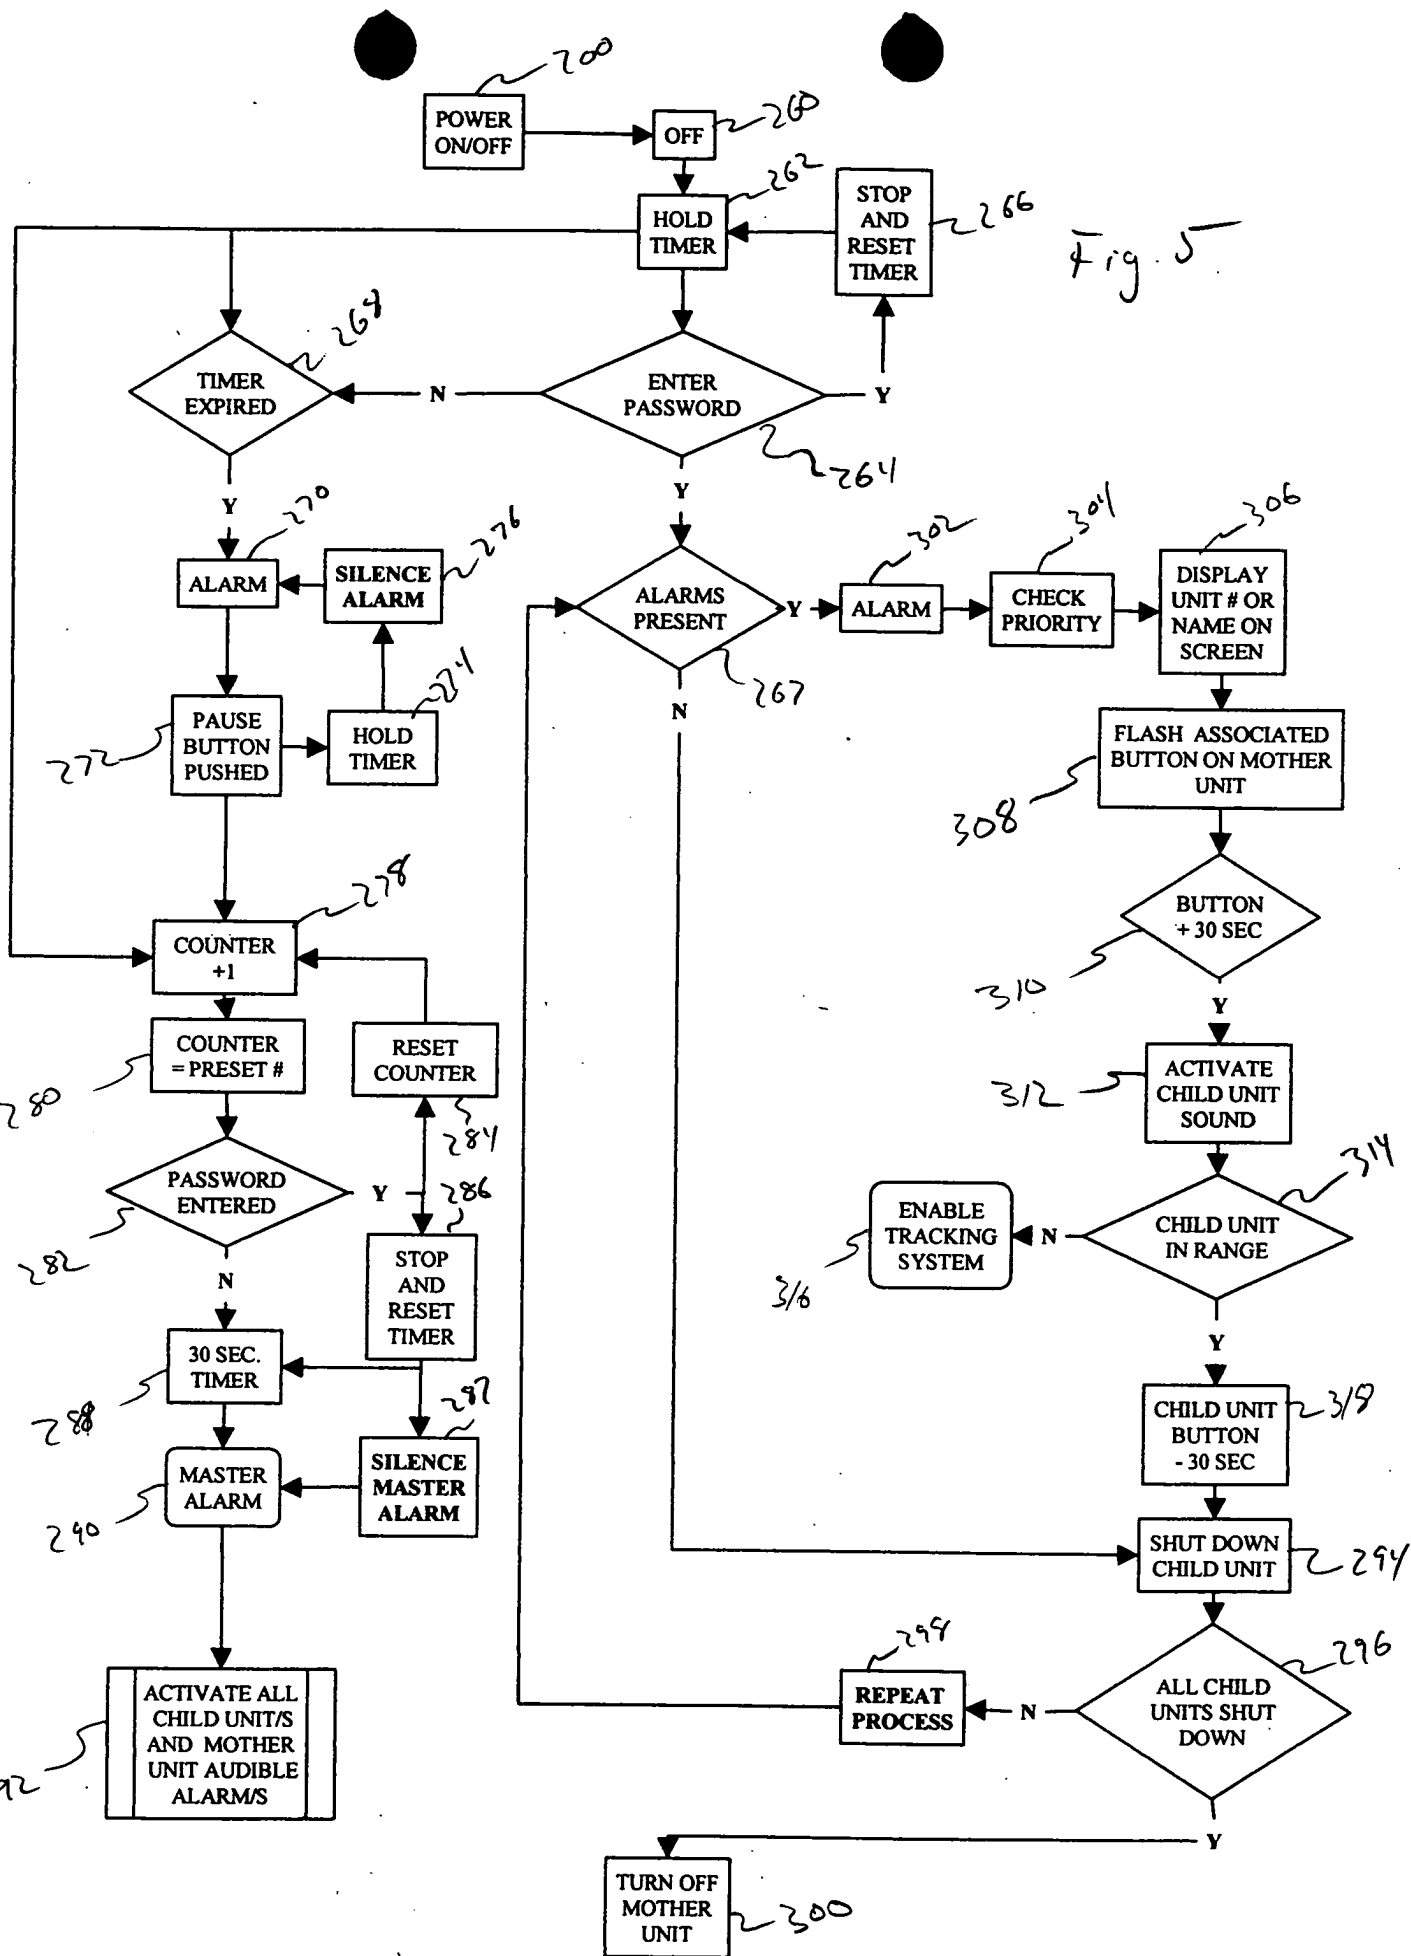 200
POWER
ON/OFF
OFF
260
262
HOLD
TIMER
STOP
AND
RESET
TIMER
266
Fig. 5
268
TIMER
EXPIRED
N
ENTER
PASSWORD
Y
264
Y
Y
270
ALARM
276
SILENCE
ALARM
274
PAUSE
BUTTON
PUSHED
272
HOLD
TIMER
ALARMS
PRESENT
267
Y
302
ALARM
304
CHECK
PRIORITY
306
DISPLAY
UNIT # OR
NAME ON
SCREEN
N
FLASH ASSOCIATED
BUTTON ON MOTHER
UNIT
308
BUTTON
+ 30 SEC
310
Y
278
COUNTER
+1
COUNTER
= PRESET #
280
RESET
COUNTER
284
ACTIVATE
CHILD UNIT
SOUND
312
PASSWORD
ENTERED
Y
282
N
286
STOP
AND
RESET
TIMER
314
CHILD UNIT
IN RANGE
N
ENABLE
TRACKING
SYSTEM
316
Y
30 SEC.
TIMER
288
287
SILENCE
MASTER
ALARM
MASTER
ALARM
290
CHILD UNIT
BUTTON
- 30 SEC
318
SHUT DOWN
CHILD UNIT
294
296
ALL CHILD
UNITS SHUT
DOWN
N
298
REPEAT
PROCESS
Y
ACTIVATE ALL
CHILD UNIT/S
AND MOTHER
UNIT AUDIBLE
ALARM/S
92
TURN OFF
MOTHER
UNIT
300